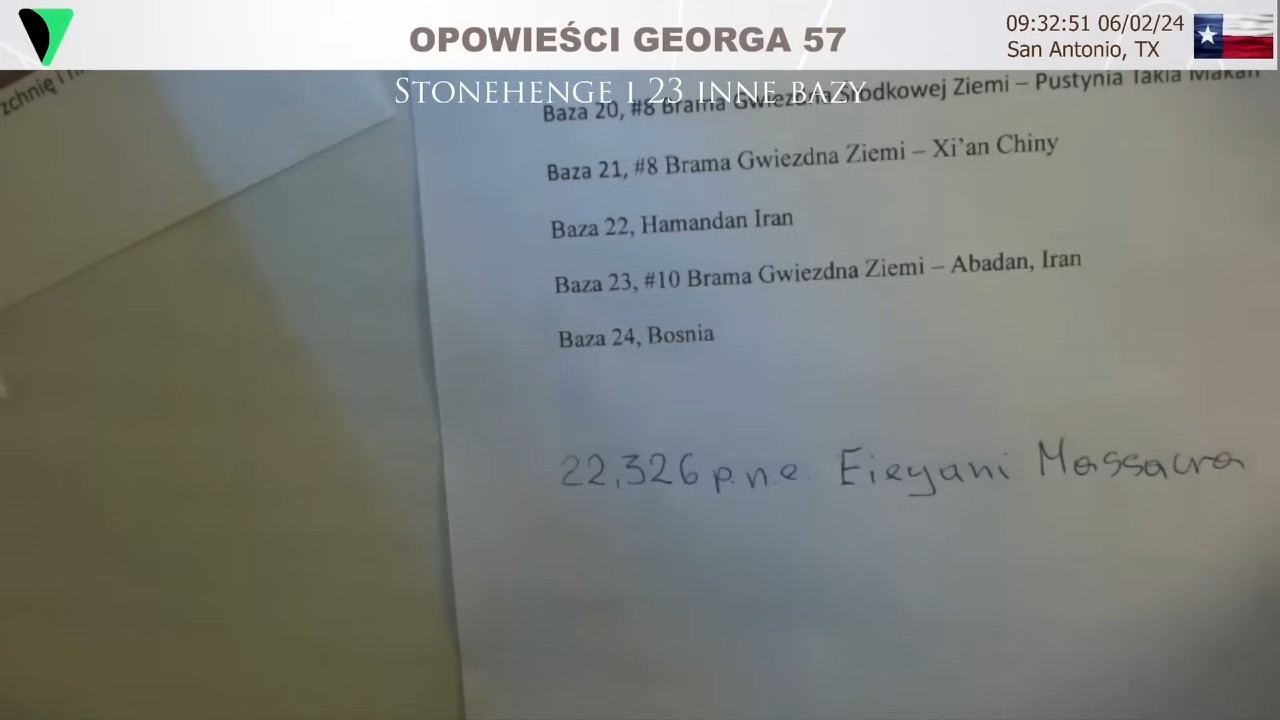 OPOWIEŚCI GEORGA 57
09:32:51 06/02/24
San Antonio, TX
STONEHENGE I 23 INNE BAZY
Baza 20, #8 Brama Gwiezdna Środkowej Ziemi – Pustynia Takla Makan
Baza 21, #8 Brama Gwiezdna Ziemi – Xi'an Chiny
Baza 22, Hamandan Iran
Baza 23, #10 Brama Gwiezdna Ziemi – Abadan, Iran
Baza 24, Bosnia
22,326 p.n.e. Eieyani Massacra